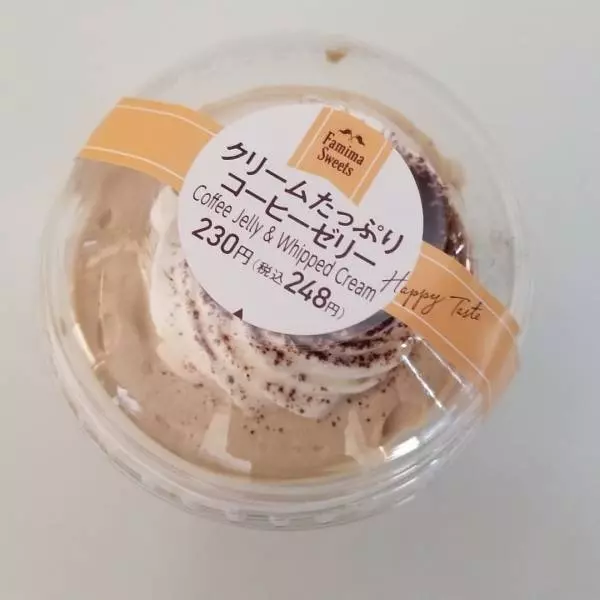 Famima
Sweets
クリームたっぷり
コーヒーゼリー
Coffee Jelly & Whipped Cream
230円(税込248円)
Happy Taste